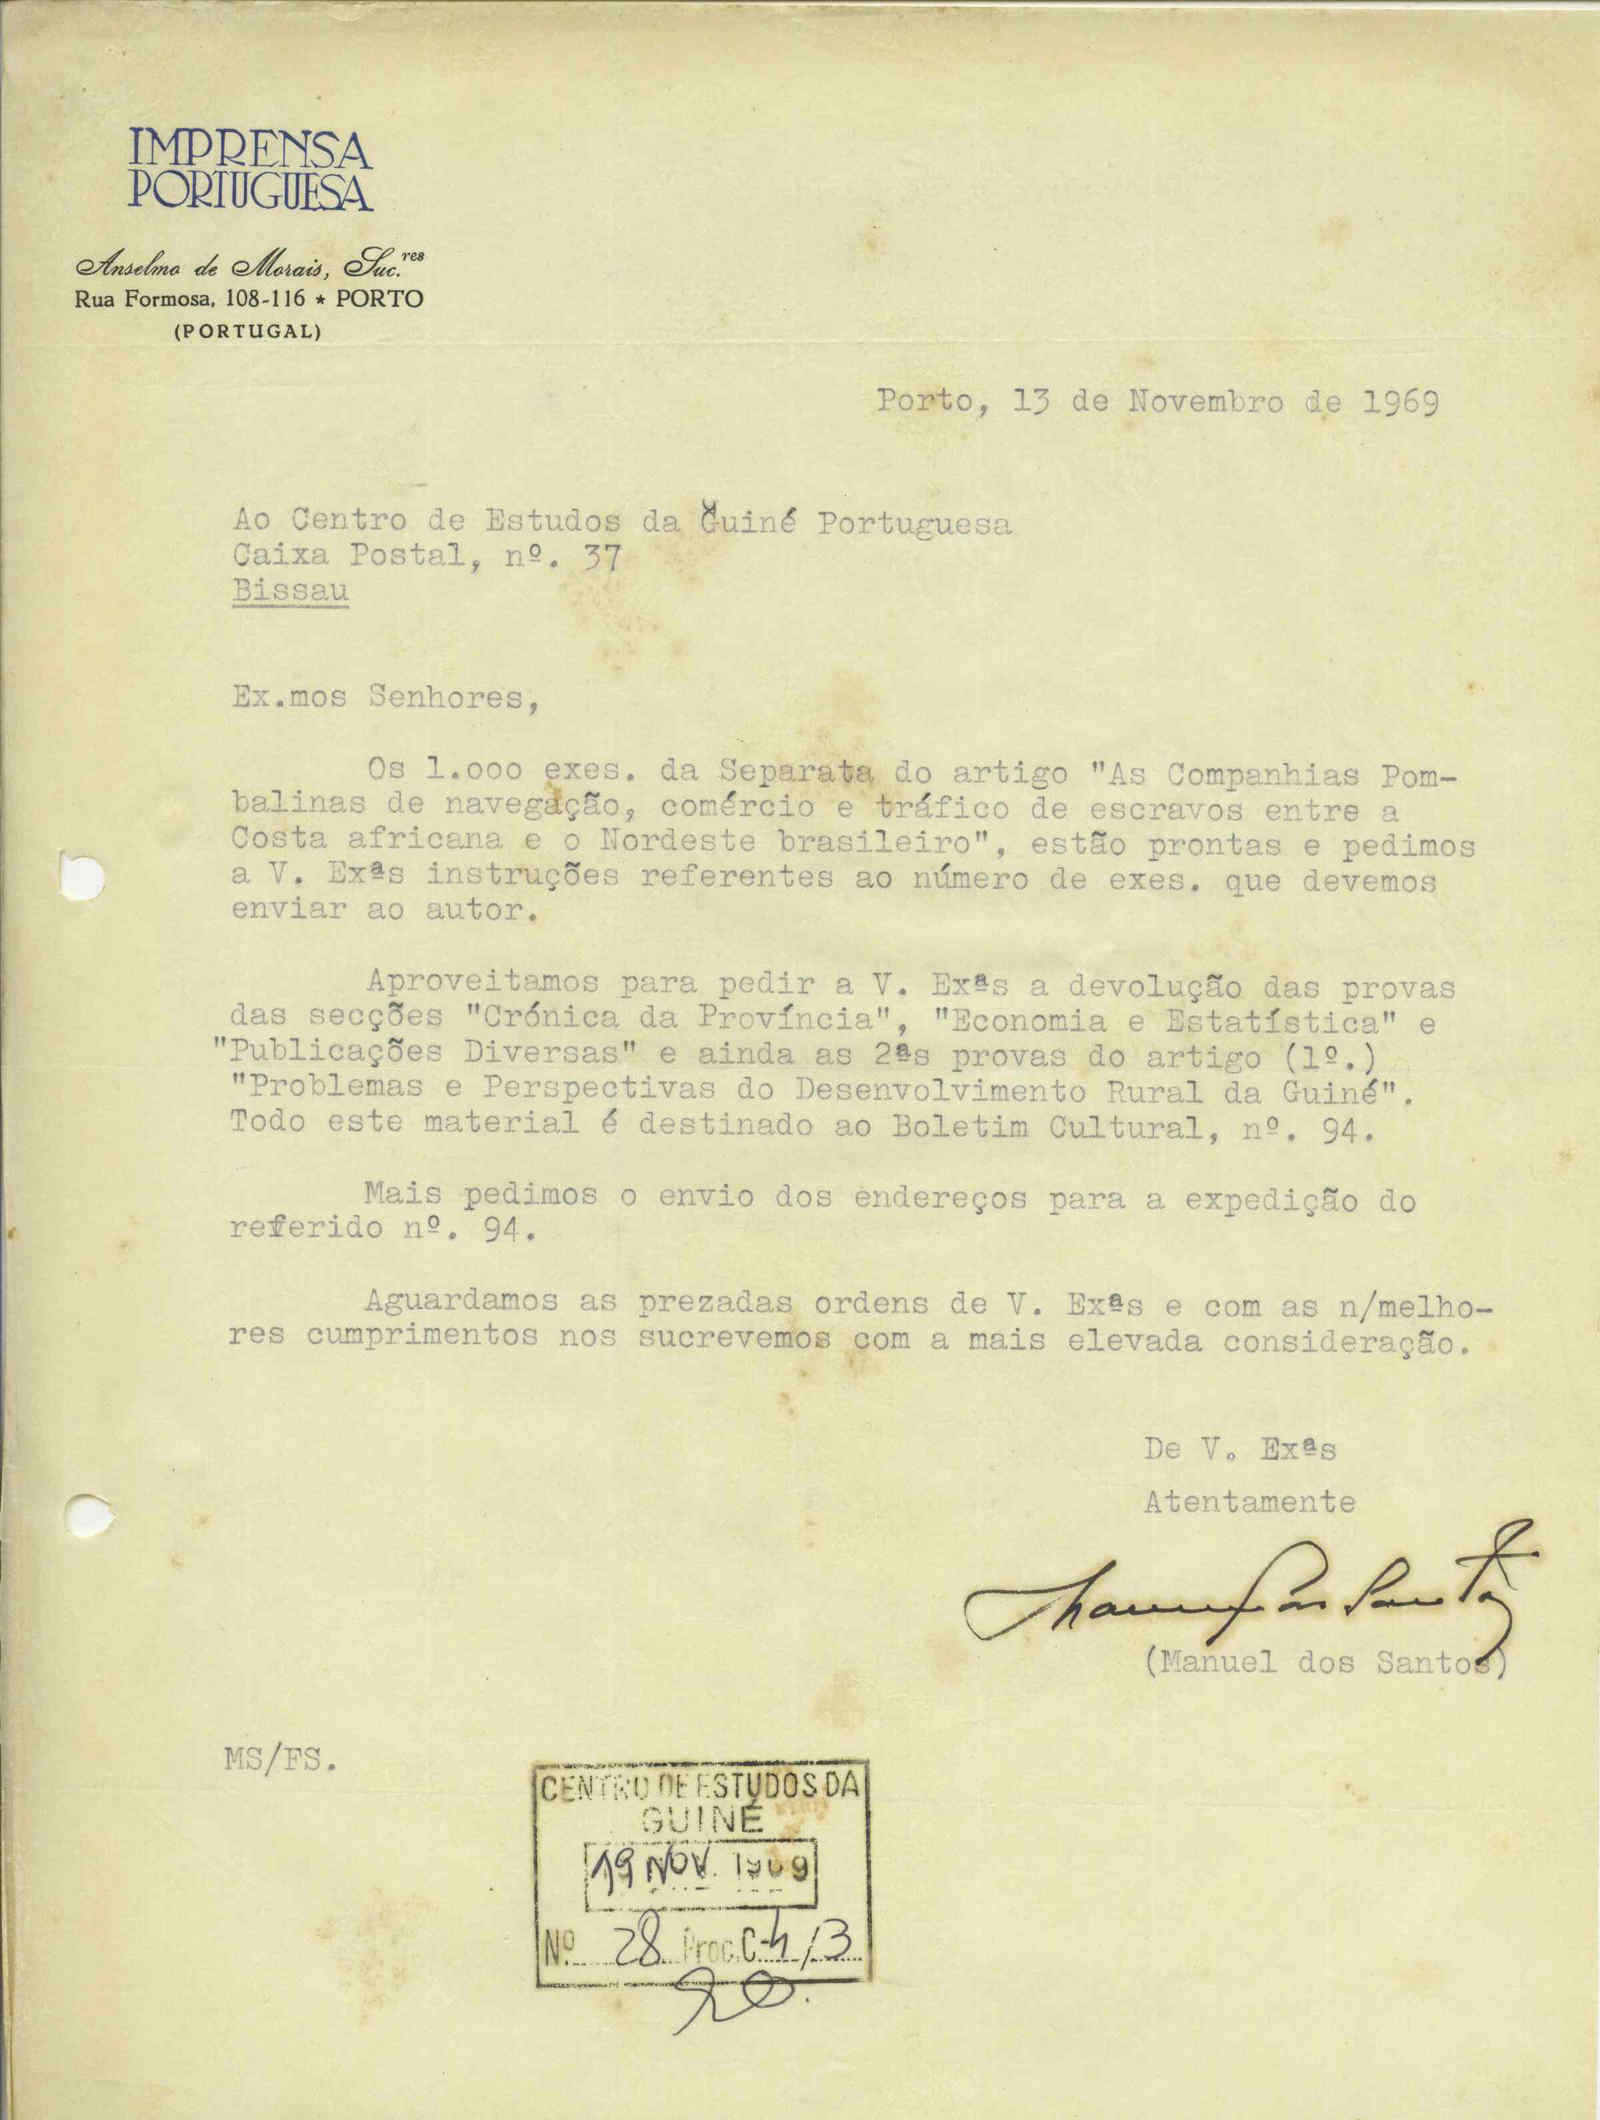 IMPRENSA
PORTUGUESA
Anselmo de Morais, Suc.res
Rua Formosa, 108-116 * PORTO
(PORTUGAL)
Porto, 13 de Novembro de 1969
Ao Centro de Estudos da Guiné Portuguesa
Caixa Postal, nº. 37
Bissau
Ex.mos Senhores,
Os 1.000 exes. da Separata do artigo "As Companhias Pom-
balinas de navegação, comércio e tráfico de escravos entre a
Costa africana e o Nordeste brasileiro", estão prontas e pedimos
a V. Exªs instruções referentes ao número de exes. que devemos
enviar ao autor.
Aproveitamos para pedir a V. Exªs a devolução das provas
das secções "Crónica da Província", "Economia e Estatística" e
"Publicações Diversas" e ainda as 2ªs provas do artigo (1º.)
"Problemas e Perspectivas do Desenvolvimento Rural da Guiné".
Todo este material é destinado ao Boletim Cultural, nº. 94.
Mais pedimos o envio dos endereços para a expedição do
referido nº. 94.
Aguardamos as prezadas ordens de V. Exªs e com as n/melho-
res cumprimentos nos sucrevemos com a mais elevada consideração.
De V. Exªs
Atentamente
Manuel dos Santos
(Manuel dos Santos)
MS/FS.
CENTRO DE ESTUDOS DA
GUINÉ
19 NOV. 1969
Nº 28 Proc. C-4/3